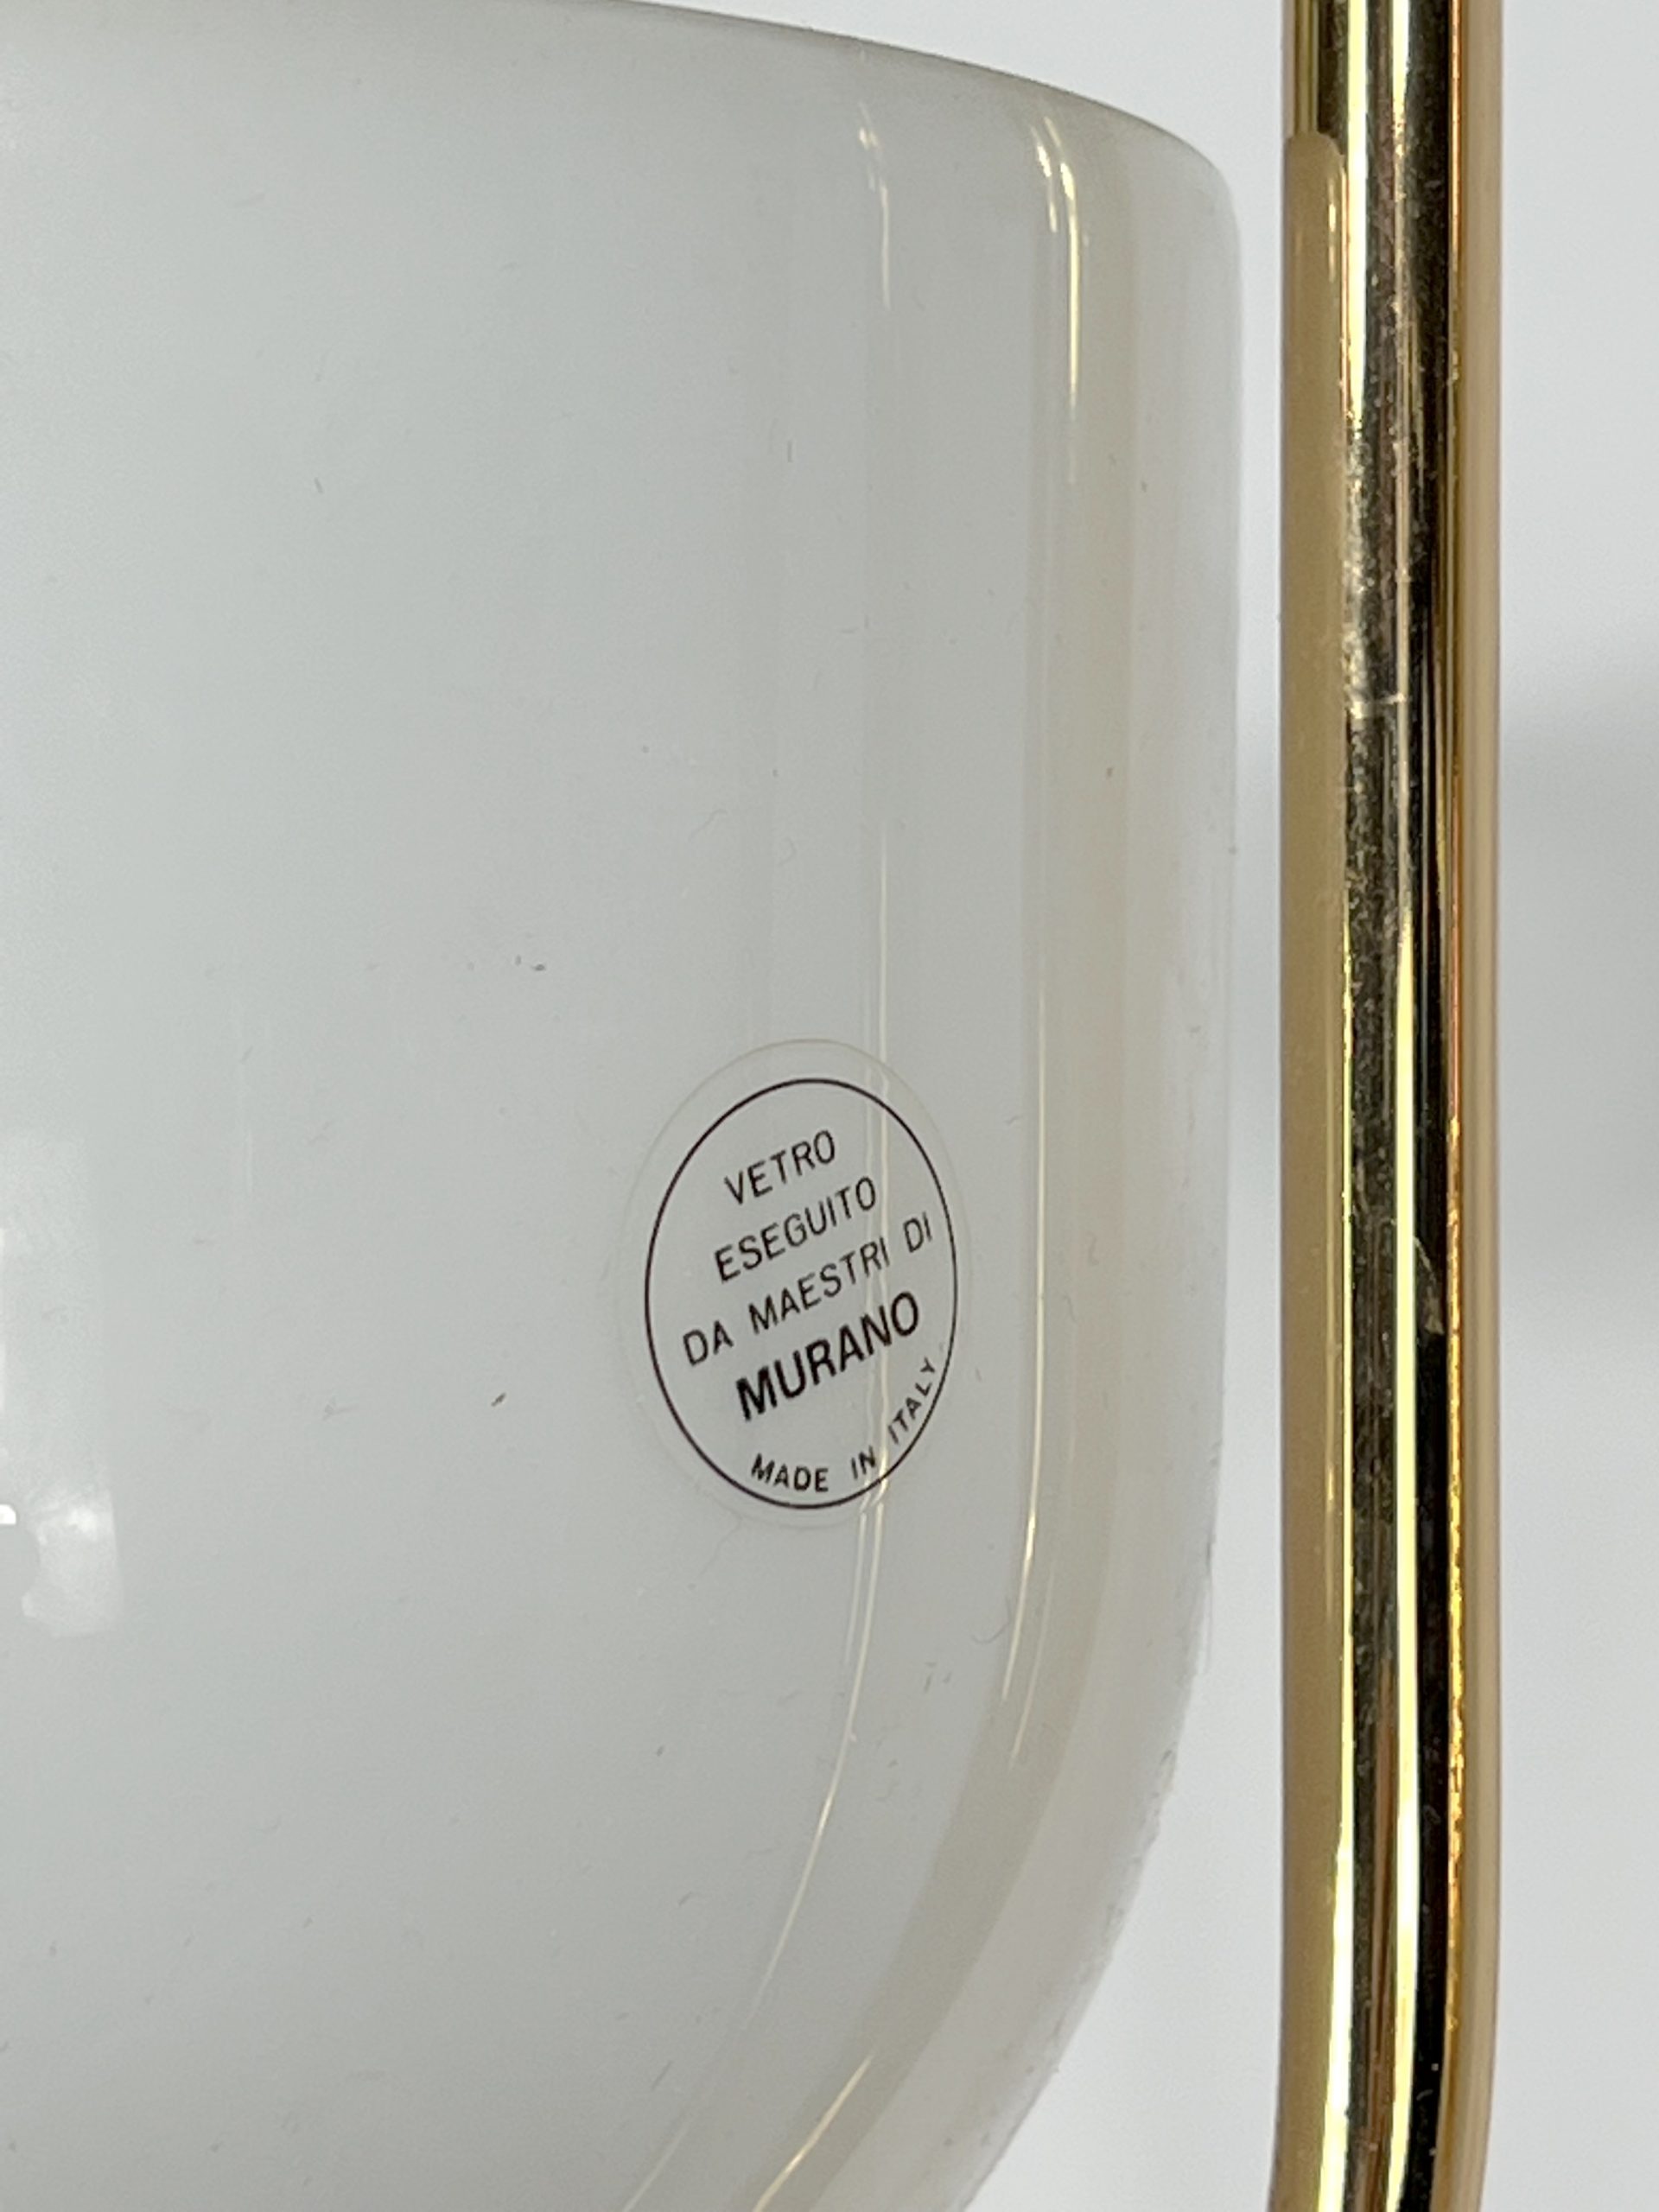 VETRO
ESEGUITO
DA MAESTRI DI
MURANO
MADE IN ITALY